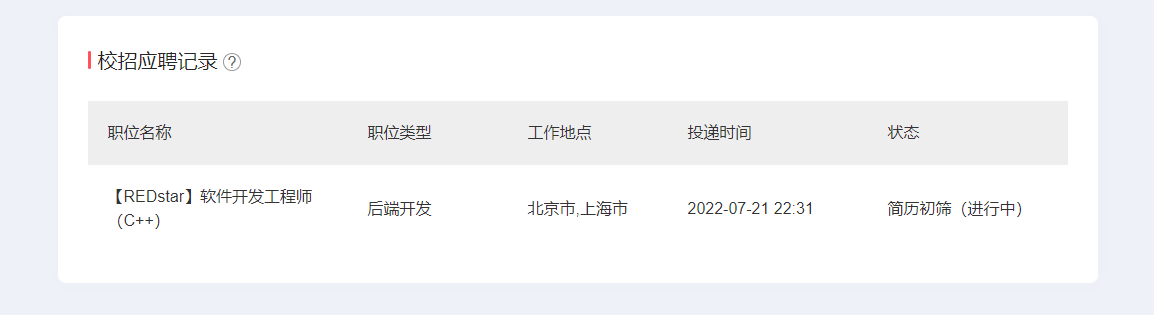 校招应聘记录 ?
职位名称 职位类型 工作地点 投递时间 状态
【REDstar】软件开发工程师
（C++） 后端开发 北京市,上海市 2022-07-21 22:31 简历初筛（进行中）